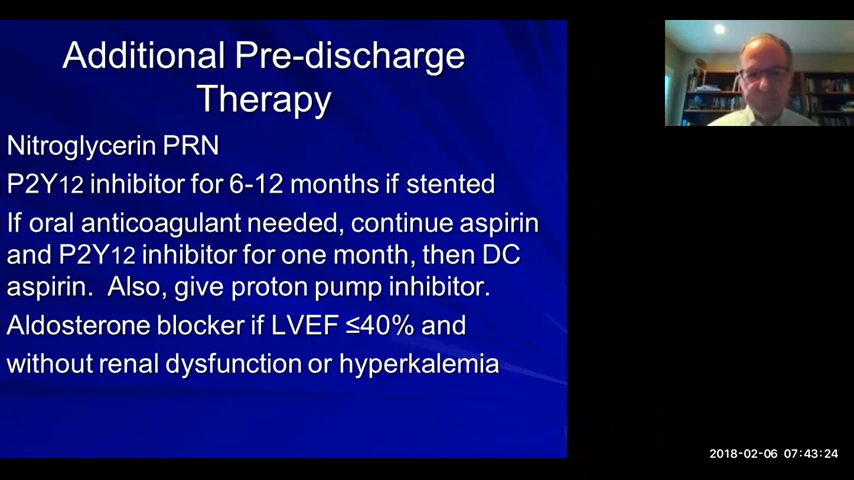 Additional Pre-discharge
Therapy
Nitroglycerin PRN
P2Y12 inhibitor for 6-12 months if stented
If oral anticoagulant needed, continue aspirin
and P2Y12 inhibitor for one month, then DC
aspirin. Also, give proton pump inhibitor.
Aldosterone blocker if LVEF ≤40% and
without renal dysfunction or hyperkalemia
2018-02-06 07:43:24